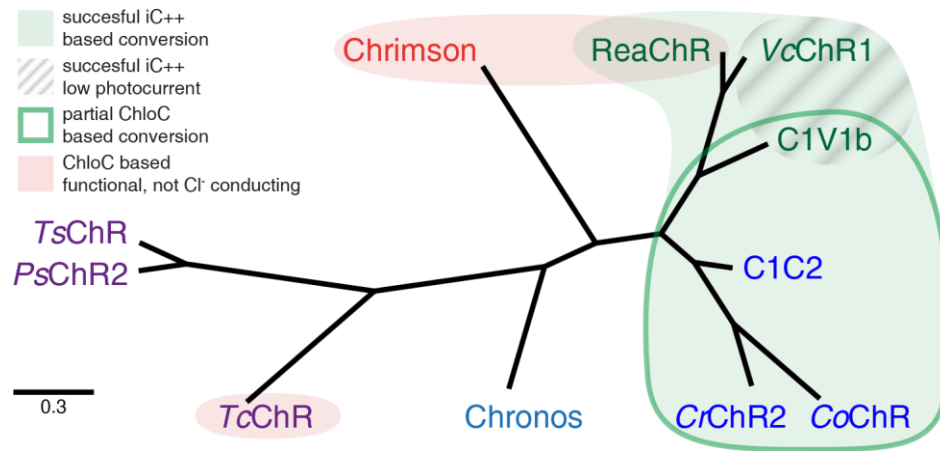 succesful iC++
based conversion
succesful iC++
low photocurrent
partial ChloC
based conversion
ChloC based
functional, not Cl- conducting
Chrimson
ReaChR
VcChR1
C1V1b
TsChR
PsChR2
C1C2
0.3
TcChR
Chronos
CrChR2
CoChR